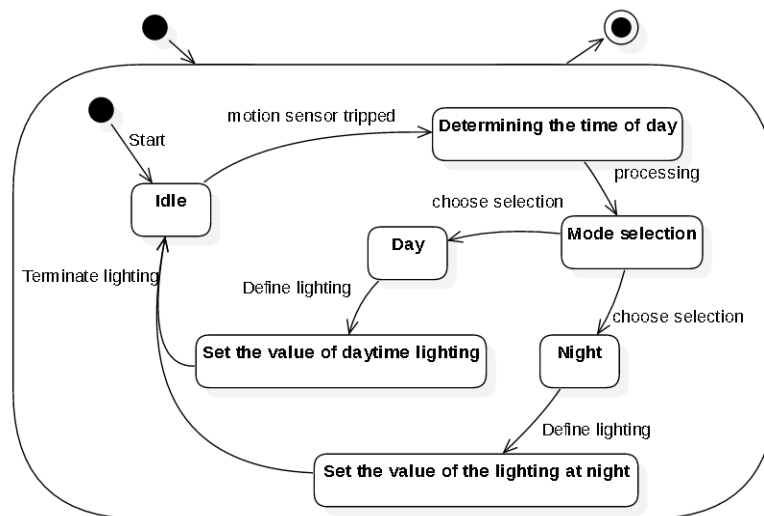 motion sensor tripped
Determining the time of day
Start
processing
Idle
choose selection
Mode selection
Day
Terminate lighting
Define lighting
choose selection
Set the value of daytime lighting
Night
Define lighting
Set the value of the lighting at night